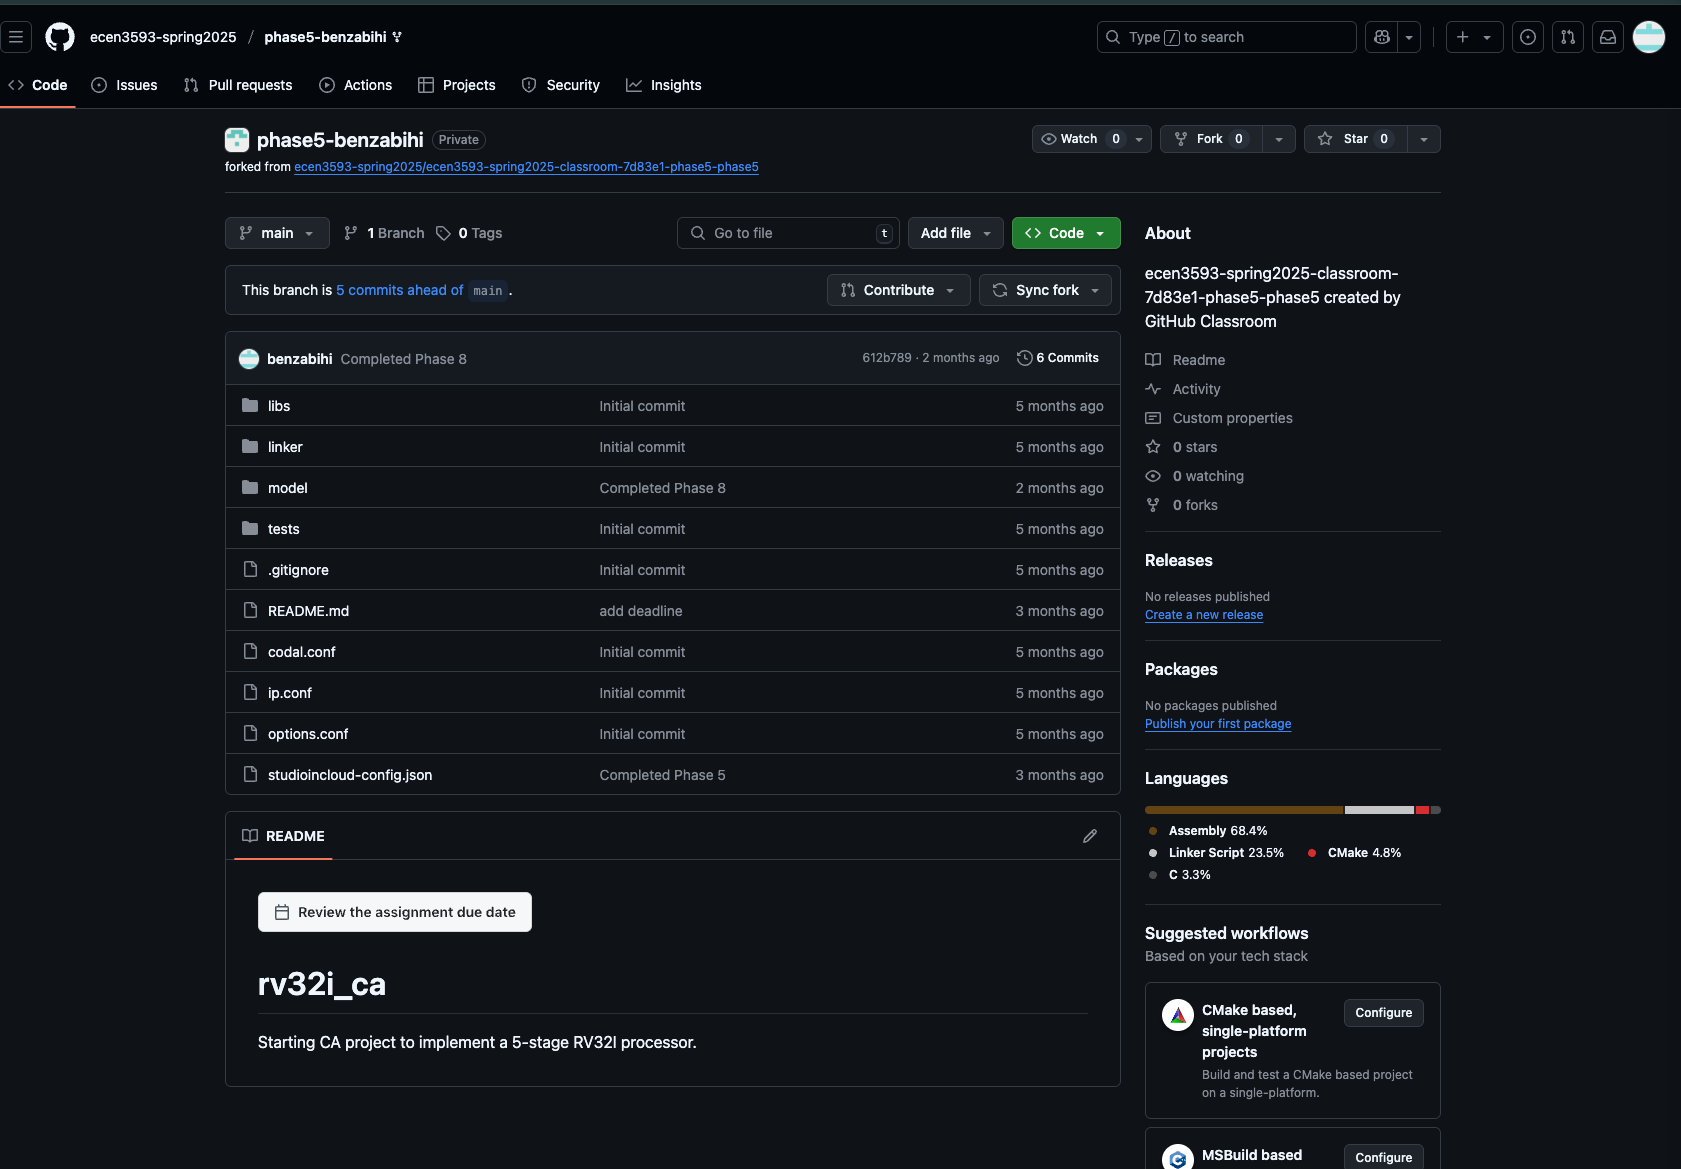 ecen3593-spring2025 / phase5-benzabihi
Type / to search
Code Issues Pull requests Actions Projects Security Insights
phase5-benzabihi Private
Watch 0 Fork 0 Star 0
forked from ecen3593-spring2025/ecen3593-spring2025-classroom-7d83e1-phase5-phase5
main 1 Branch 0 Tags
Go to file t Add file <> Code
This branch is 5 commits ahead of main .
Contribute Sync fork
benzabihi Completed Phase 8 612b789 · 2 months ago 6 Commits
libs Initial commit 5 months ago
linker Initial commit 5 months ago
model Completed Phase 8 2 months ago
tests Initial commit 5 months ago
.gitignore Initial commit 5 months ago
README.md add deadline 3 months ago
codal.conf Initial commit 5 months ago
ip.conf Initial commit 5 months ago
options.conf Initial commit 5 months ago
studioincloud-config.json Completed Phase 5 3 months ago
README
Review the assignment due date
rv32i_ca
Starting CA project to implement a 5-stage RV32I processor.
About
ecen3593-spring2025-classroom-
7d83e1-phase5-phase5 created by
GitHub Classroom
Readme
Activity
Custom properties
0 stars
0 watching
0 forks
Releases
No releases published
Create a new release
Packages
No packages published
Publish your first package
Languages
Assembly 68.4%
Linker Script 23.5% CMake 4.8%
C 3.3%
Suggested workflows
Based on your tech stack
CMake based,
single-platform
projects
Configure
Build and test a CMake based project
on a single-platform.
MSBuild based
Configure